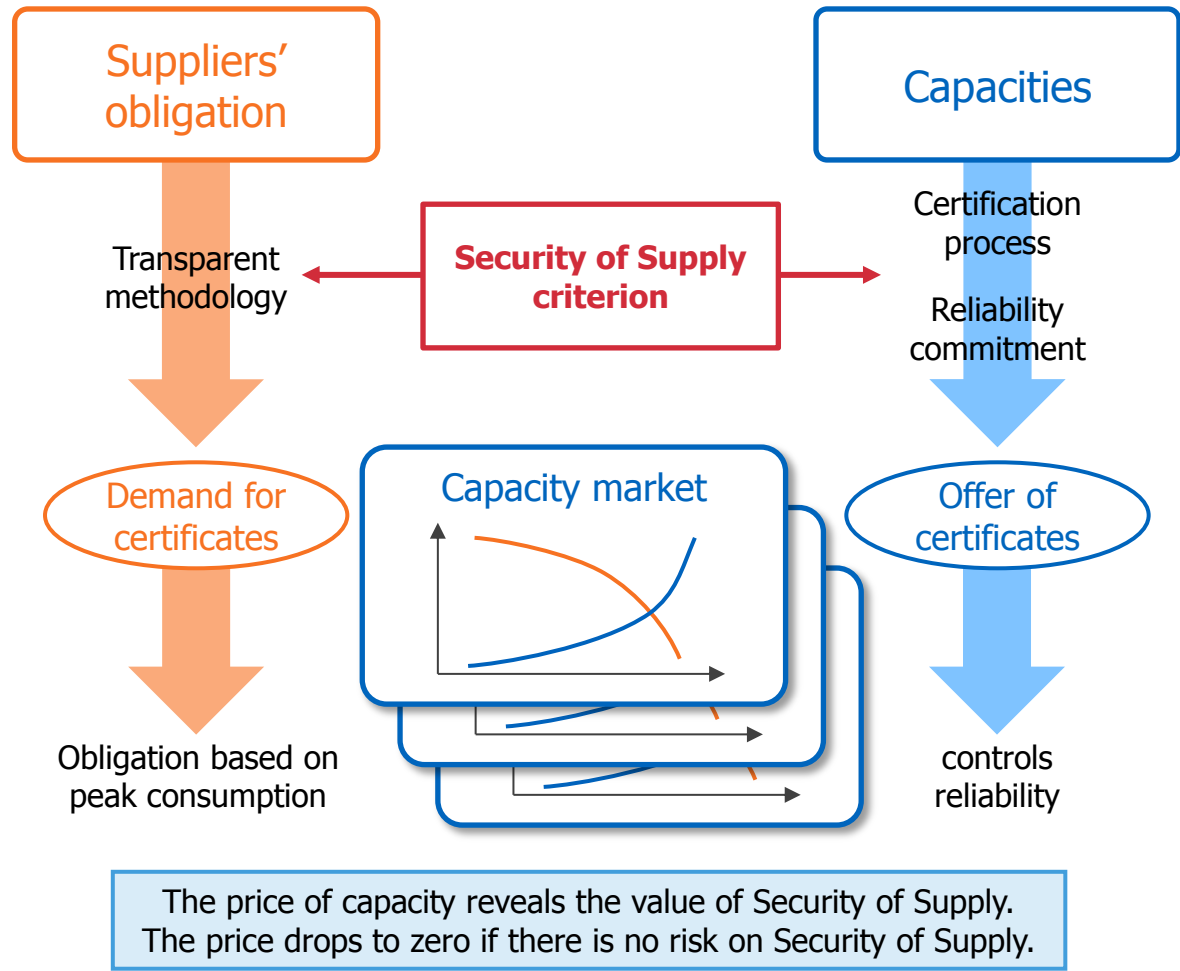 Suppliers’
obligation
Capacities
Transparent
methodology
Security of Supply
criterion
Certification
process
Reliability
commitment
Demand for
certificates
Capacity market
Offer of
certificates
Obligation based on
peak consumption
controls
reliability
The price of capacity reveals the value of Security of Supply.
The price drops to zero if there is no risk on Security of Supply.